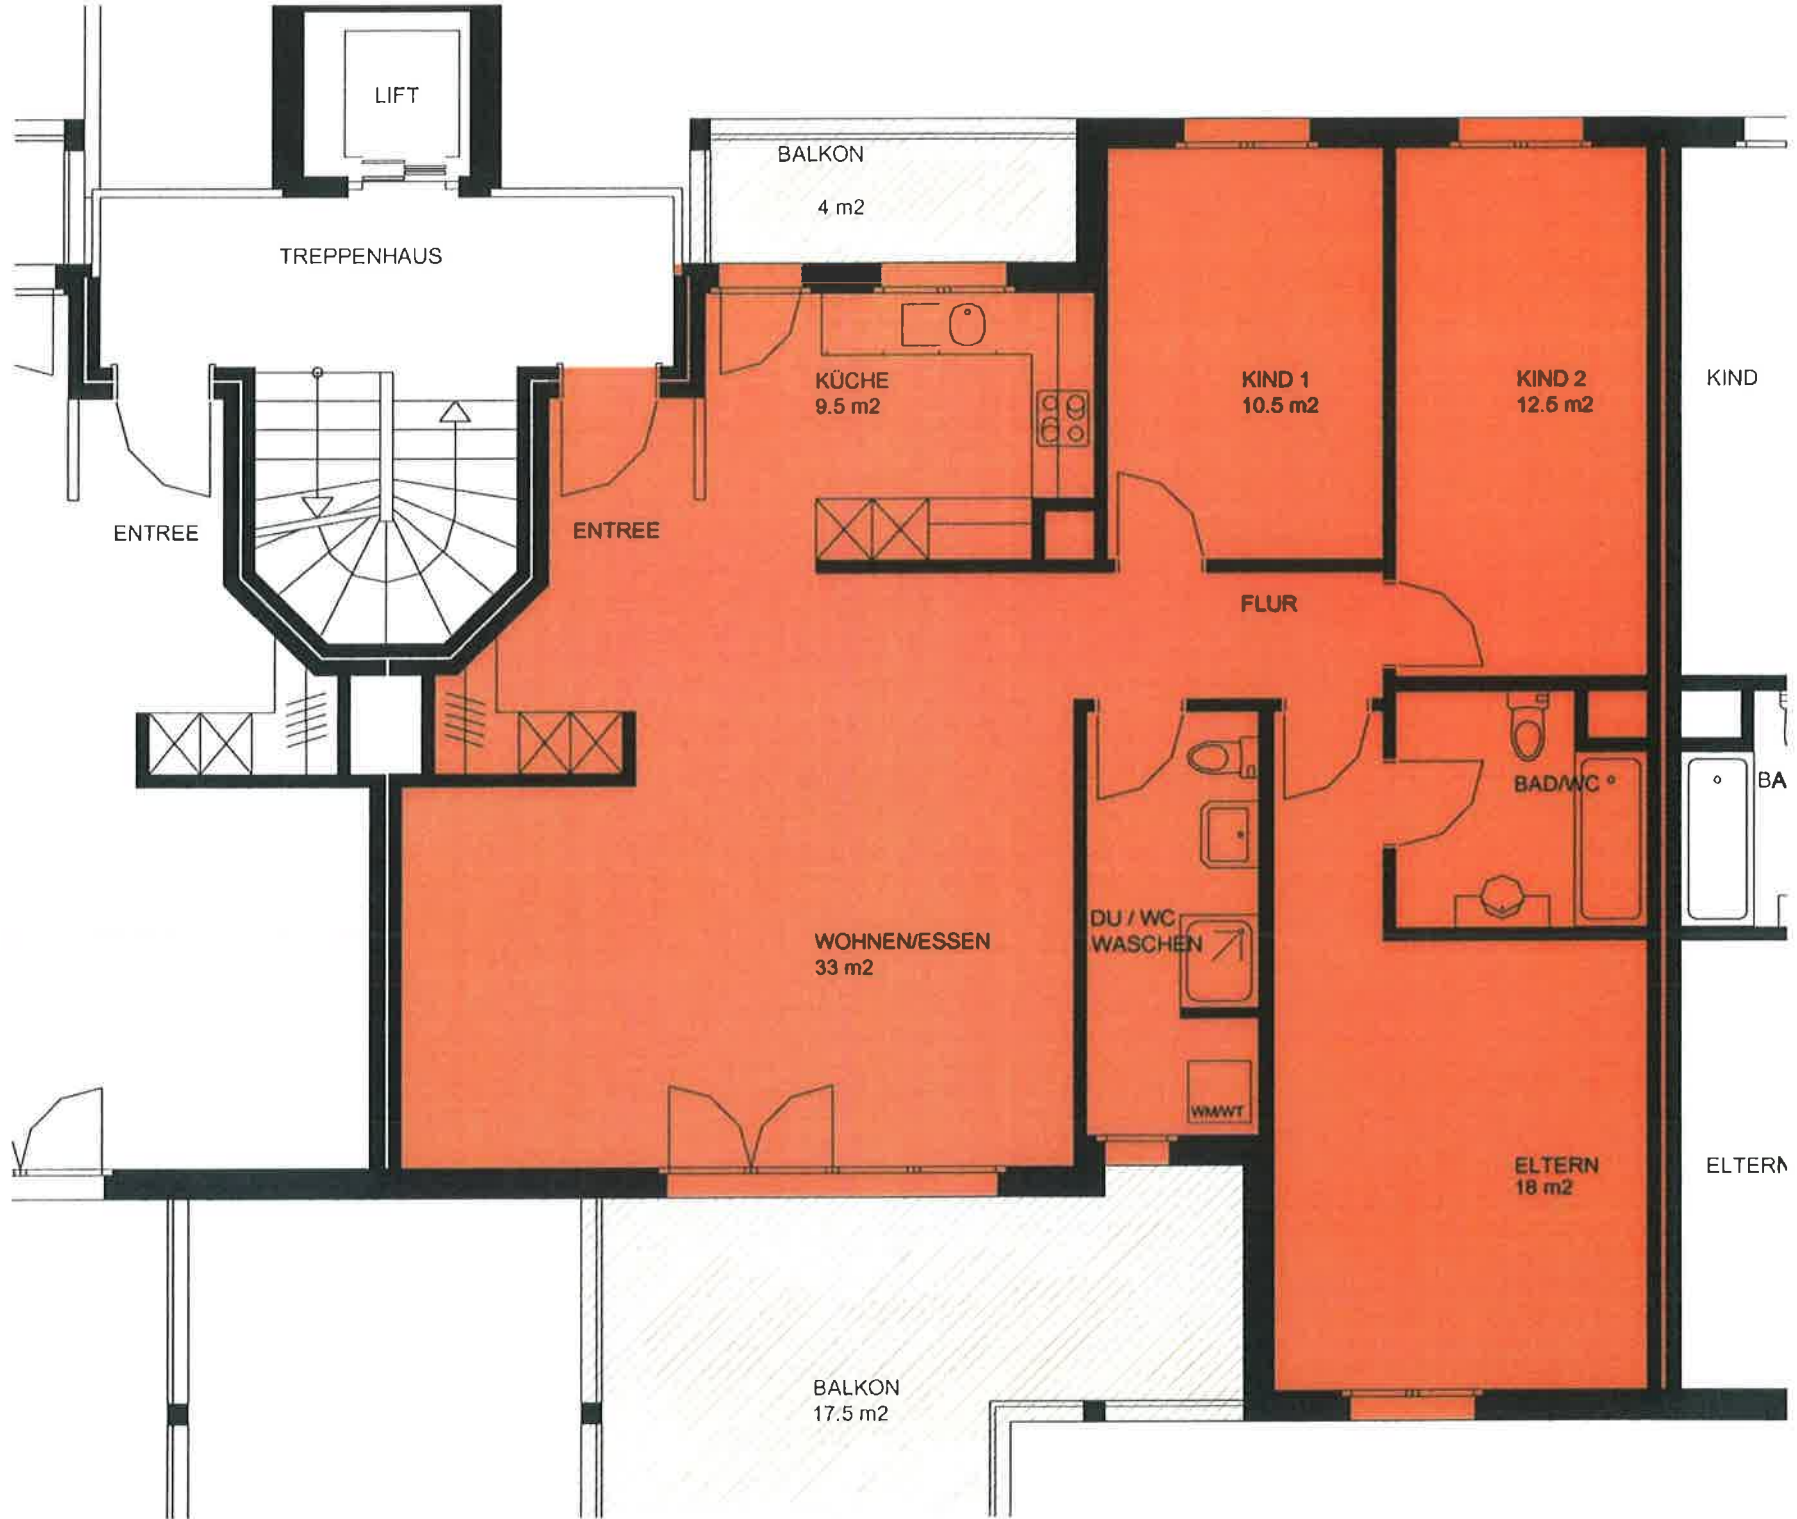 LIFT
BALKON
4 m2
TREPPENHAUS
KÜCHE
9.5 m2
KIND 1
10.5 m2
KIND 2
12.5 m2
KIND
ENTREE
ENTREE
FLUR
BAD/WC
BA
DU / WC
WASCHEN
WOHNEN/ESSEN
33 m2
WM/WT
ELTERN
18 m2
ELTERN
BALKON
17.5 m2